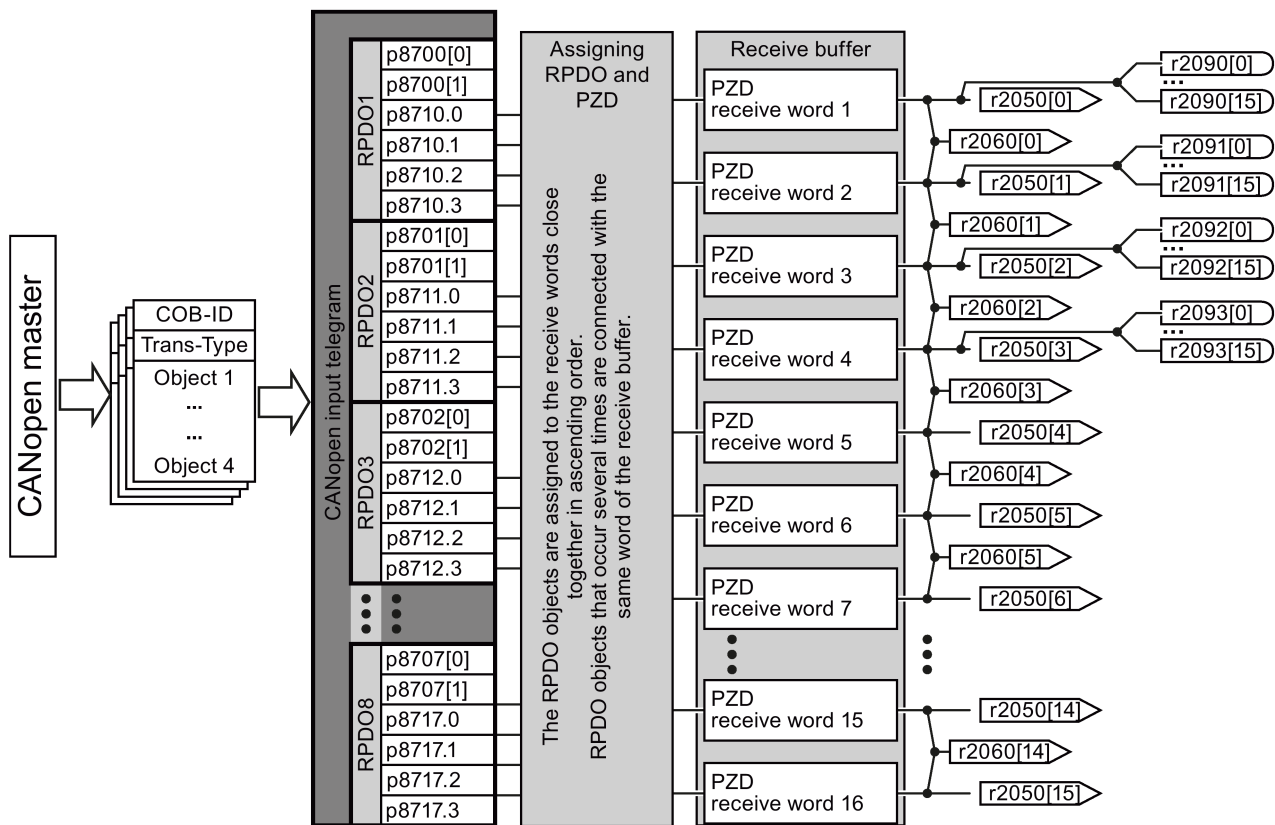 CANopen master
COB-ID
Trans-Type
Object 1
...
...
Object 4
CANopen input telegram
RPDO1
p8700[0]
p8700[1]
p8710.0
p8710.1
p8710.2
p8710.3
RPDO2
p8701[0]
p8701[1]
p8711.0
p8711.1
p8711.2
p8711.3
RPDO3
p8702[0]
p8702[1]
p8712.0
p8712.1
p8712.2
p8712.3
RPDO8
p8707[0]
p8707[1]
p8717.0
p8717.1
p8717.2
p8717.3
Assigning
RPDO and
PZD
The RPDO objects are assigned to the receive words close
together in ascending order.
RPDO objects that occur several times are connected with the
same word of the receive buffer.
Receive buffer
PZD
receive word 1
PZD
receive word 2
PZD
receive word 3
PZD
receive word 4
PZD
receive word 5
PZD
receive word 6
PZD
receive word 7
PZD
receive word 15
PZD
receive word 16
r2050[0]
r2060[0]
r2050[1]
r2060[1]
r2050[2]
r2060[2]
r2050[3]
r2060[3]
r2050[4]
r2060[4]
r2050[5]
r2060[5]
r2050[6]
r2050[14]
r2060[14]
r2050[15]
r2090[0]
...
r2090[15]
r2091[0]
...
r2091[15]
r2092[0]
...
r2092[15]
r2093[0]
...
r2093[15]